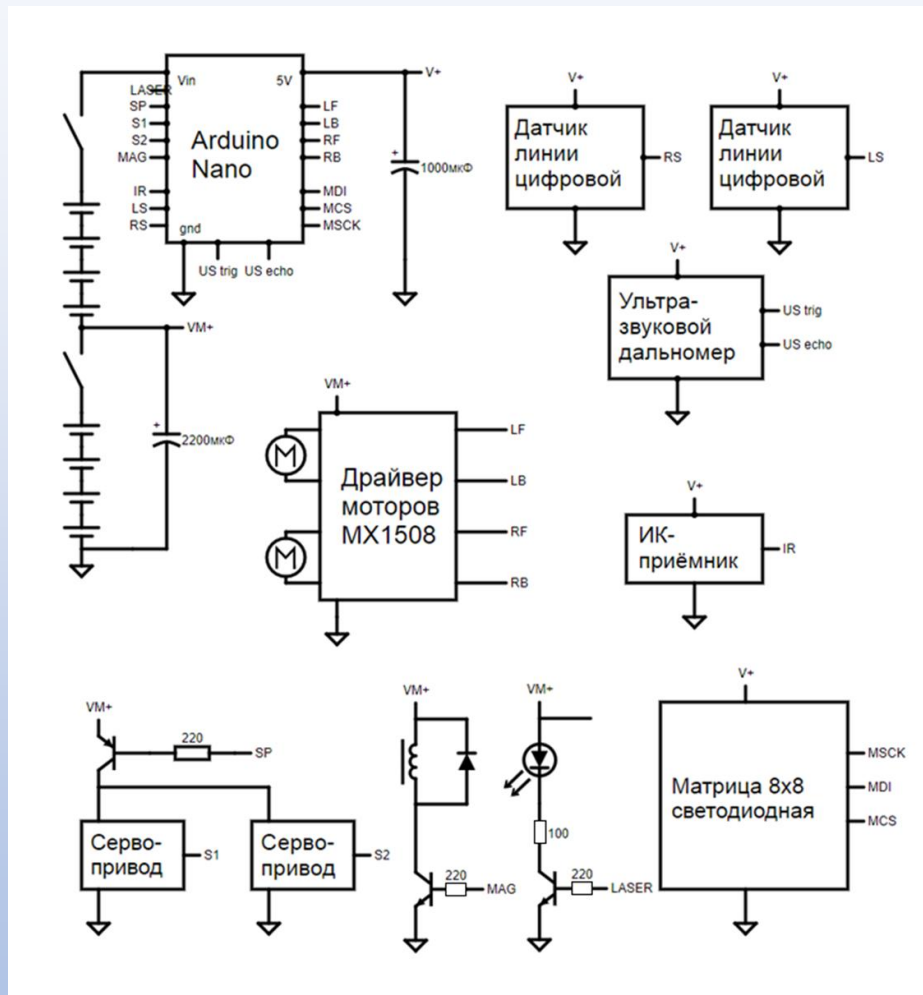 Vin
5V
V+
LASER
SP
S1
S2
MAG
IR
LS
RS
Arduino
Nano
LF
LB
RF
RB
MDI
MCS
MSCK
gnd
US trig
US echo
1000мкФ
V+
Датчик
линии
цифровой
RS
V+
Датчик
линии
цифровой
LS
V+
Ультра-
звуковой
дальномер
US trig
US echo
VM+
2200мкФ
VM+
M
M
Драйвер
моторов
MX1508
LF
LB
RF
RB
V+
ИК-
приёмник
IR
VM+
220
SP
Серво-
привод
S1
Серво-
привод
S2
VM+
220
MAG
VM+
100
220
LASER
V+
Матрица 8x8
светодиодная
MSCK
MDI
MCS